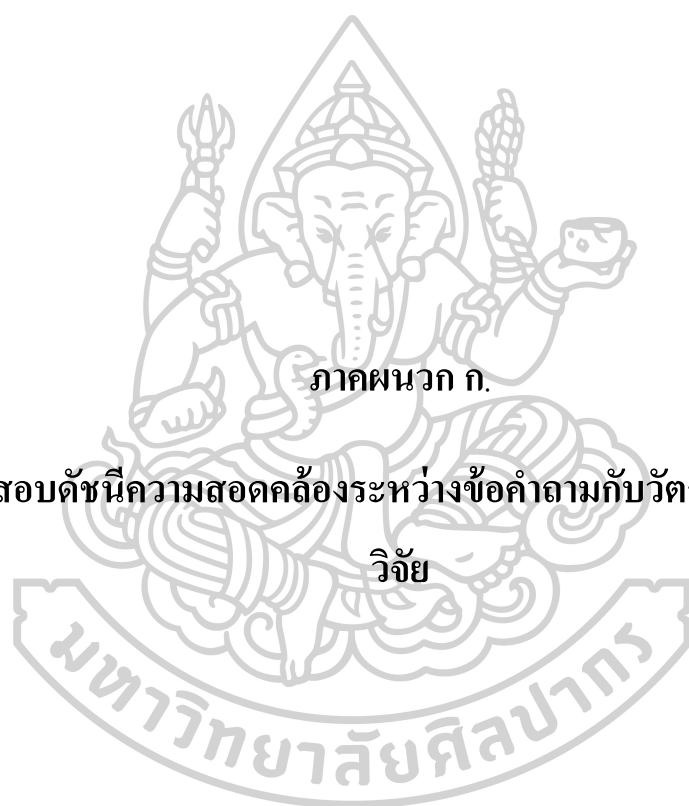 ภาคผนวก ก.
สอบดัชนีความสอดคล้องระหว่างข้อคำถามกับวัต
วิจัย
มหาวิทยาลัยศิลปากร